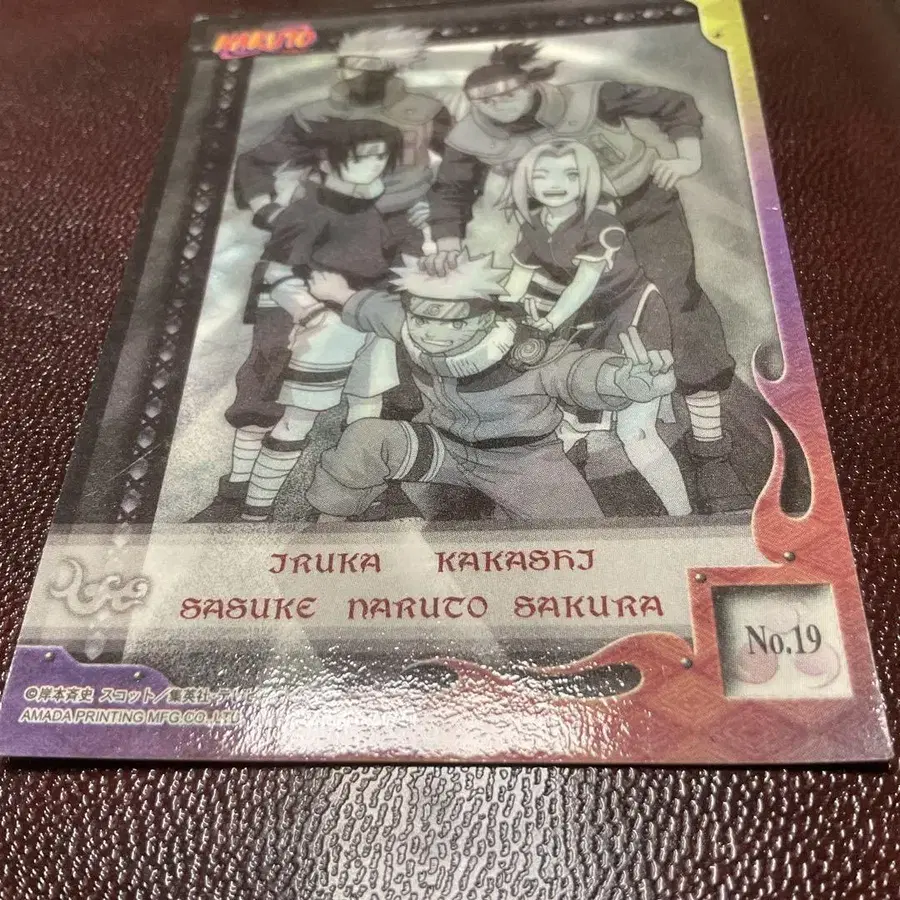 NARUTO
IRUKA KAKASHI
SASUKE NARUTO SAKURA
No.19
©岸本斉史 スコット/集英社・テレ
AMADA PRINTING MFG.CO.,LTD